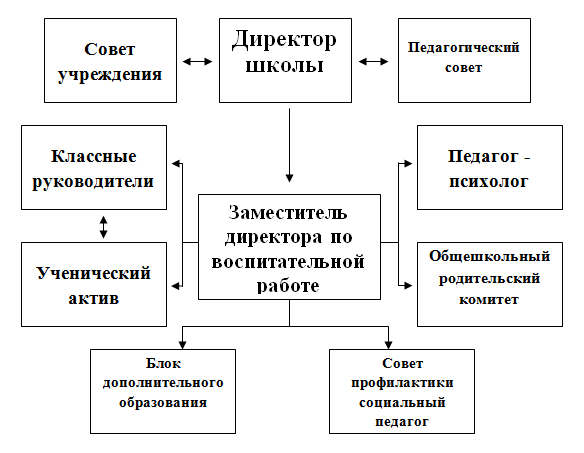 Совет
учреждения
Директор
школы
Педагогический
совет
Классные
руководители
Педагог -
психолог
Заместитель
директора по
воспитательной
работе
Ученический
актив
Общешкольный
родительский
комитет
Блок
дополнительного
образования
Совет
профилактики
социальный
педагог